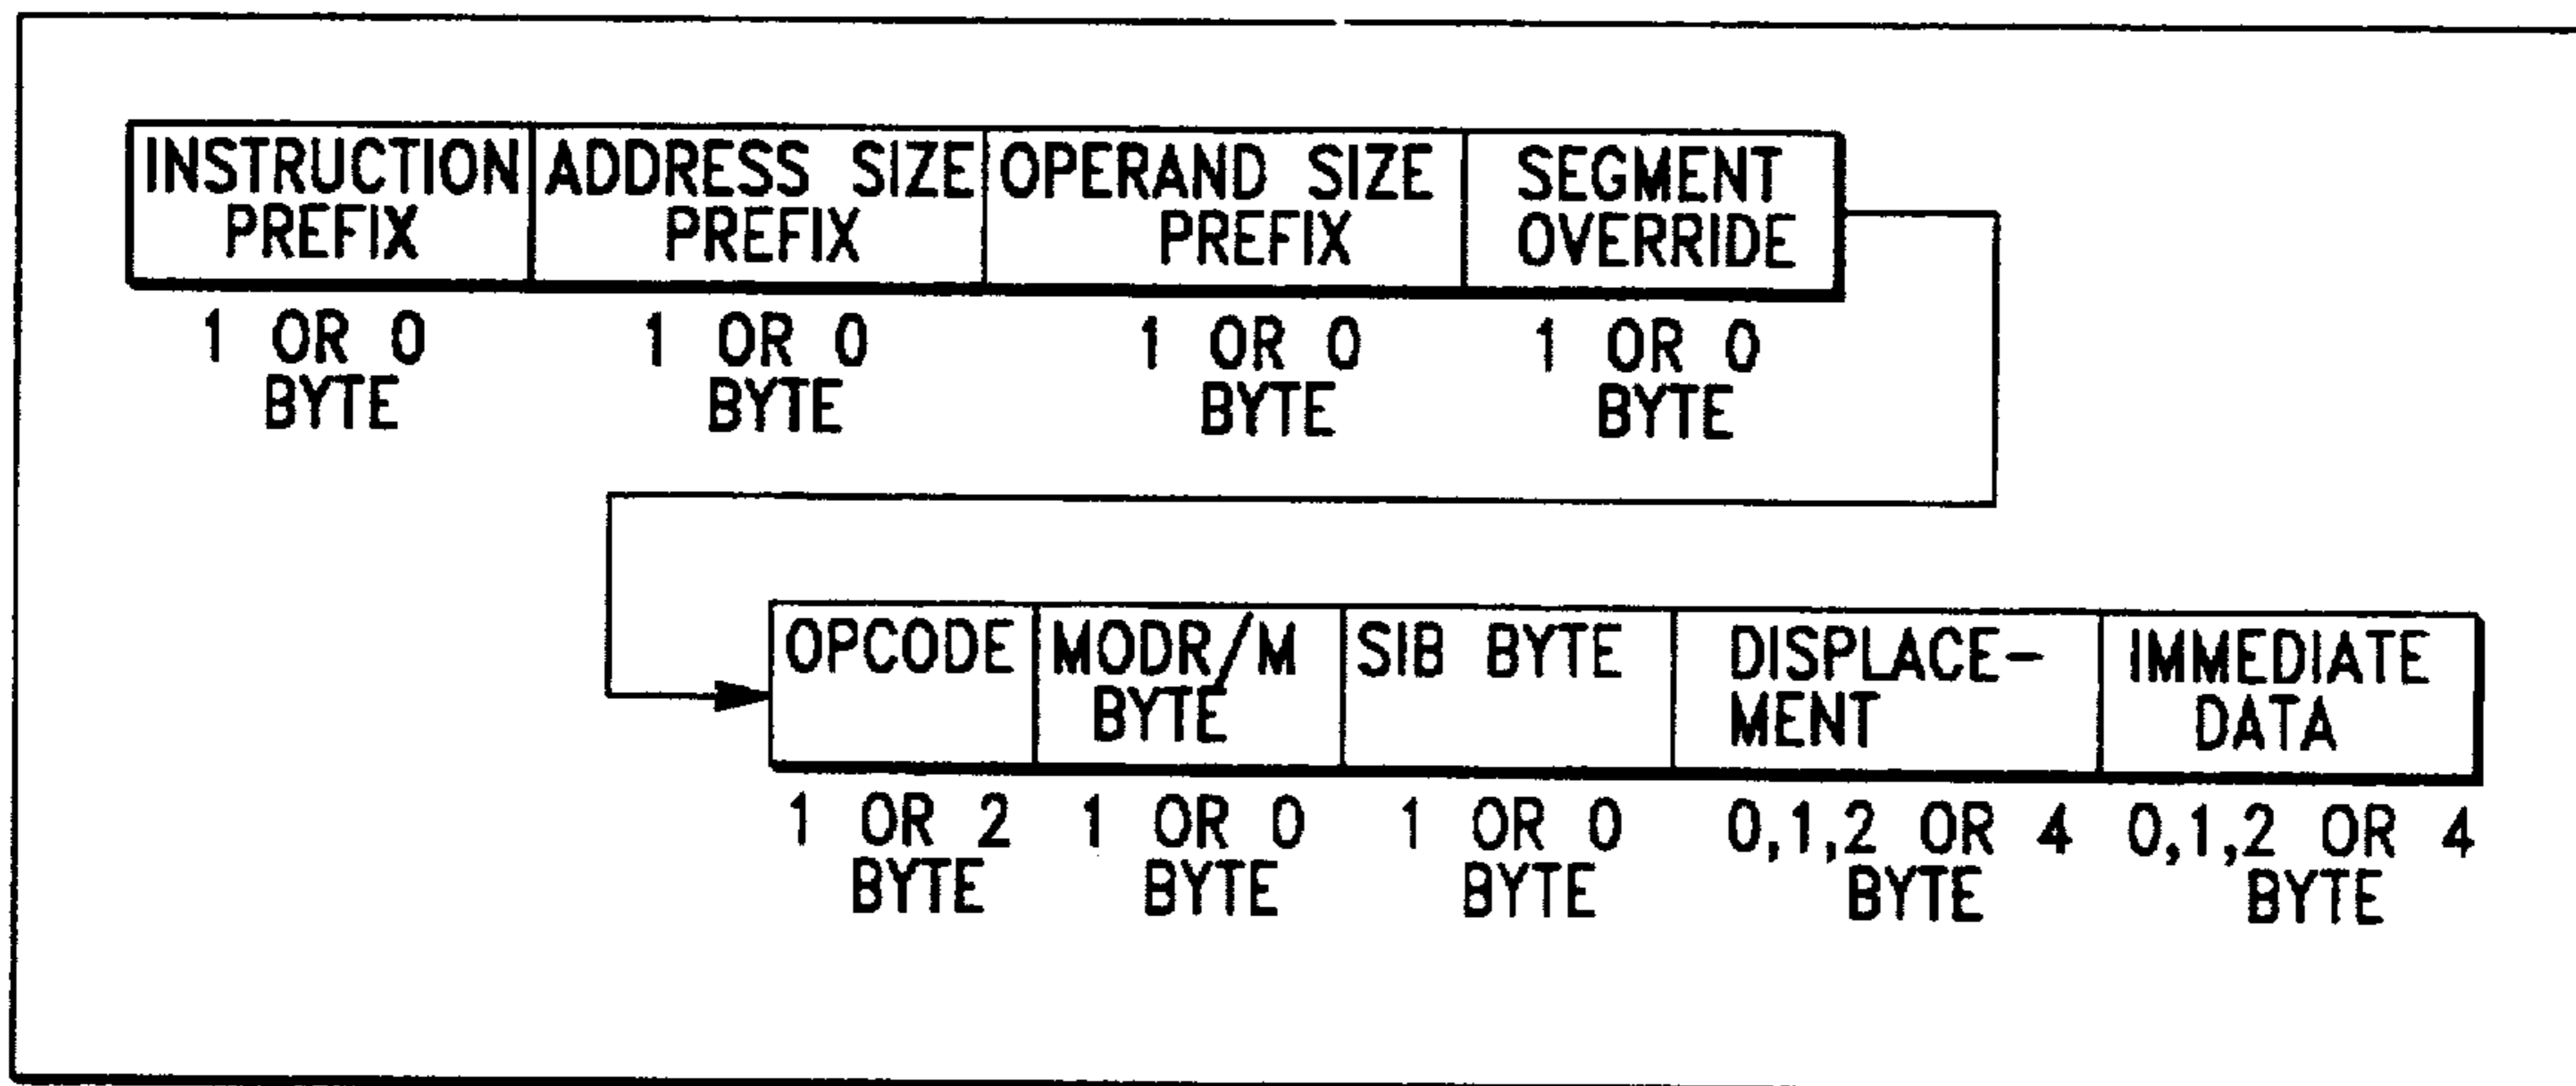 INSTRUCTION PREFIX
ADDRESS SIZE PREFIX
OPERAND SIZE PREFIX
SEGMENT OVERRIDE
1 OR 0 BYTE
1 OR 0 BYTE
1 OR 0 BYTE
1 OR 0 BYTE
OPCODE
MODR/M BYTE
SIB BYTE
DISPLACE-
MENT
IMMEDIATE DATA
1 OR 2 BYTE
1 OR 0 BYTE
1 OR 0 BYTE
0,1,2 OR 4 BYTE
0,1,2 OR 4 BYTE